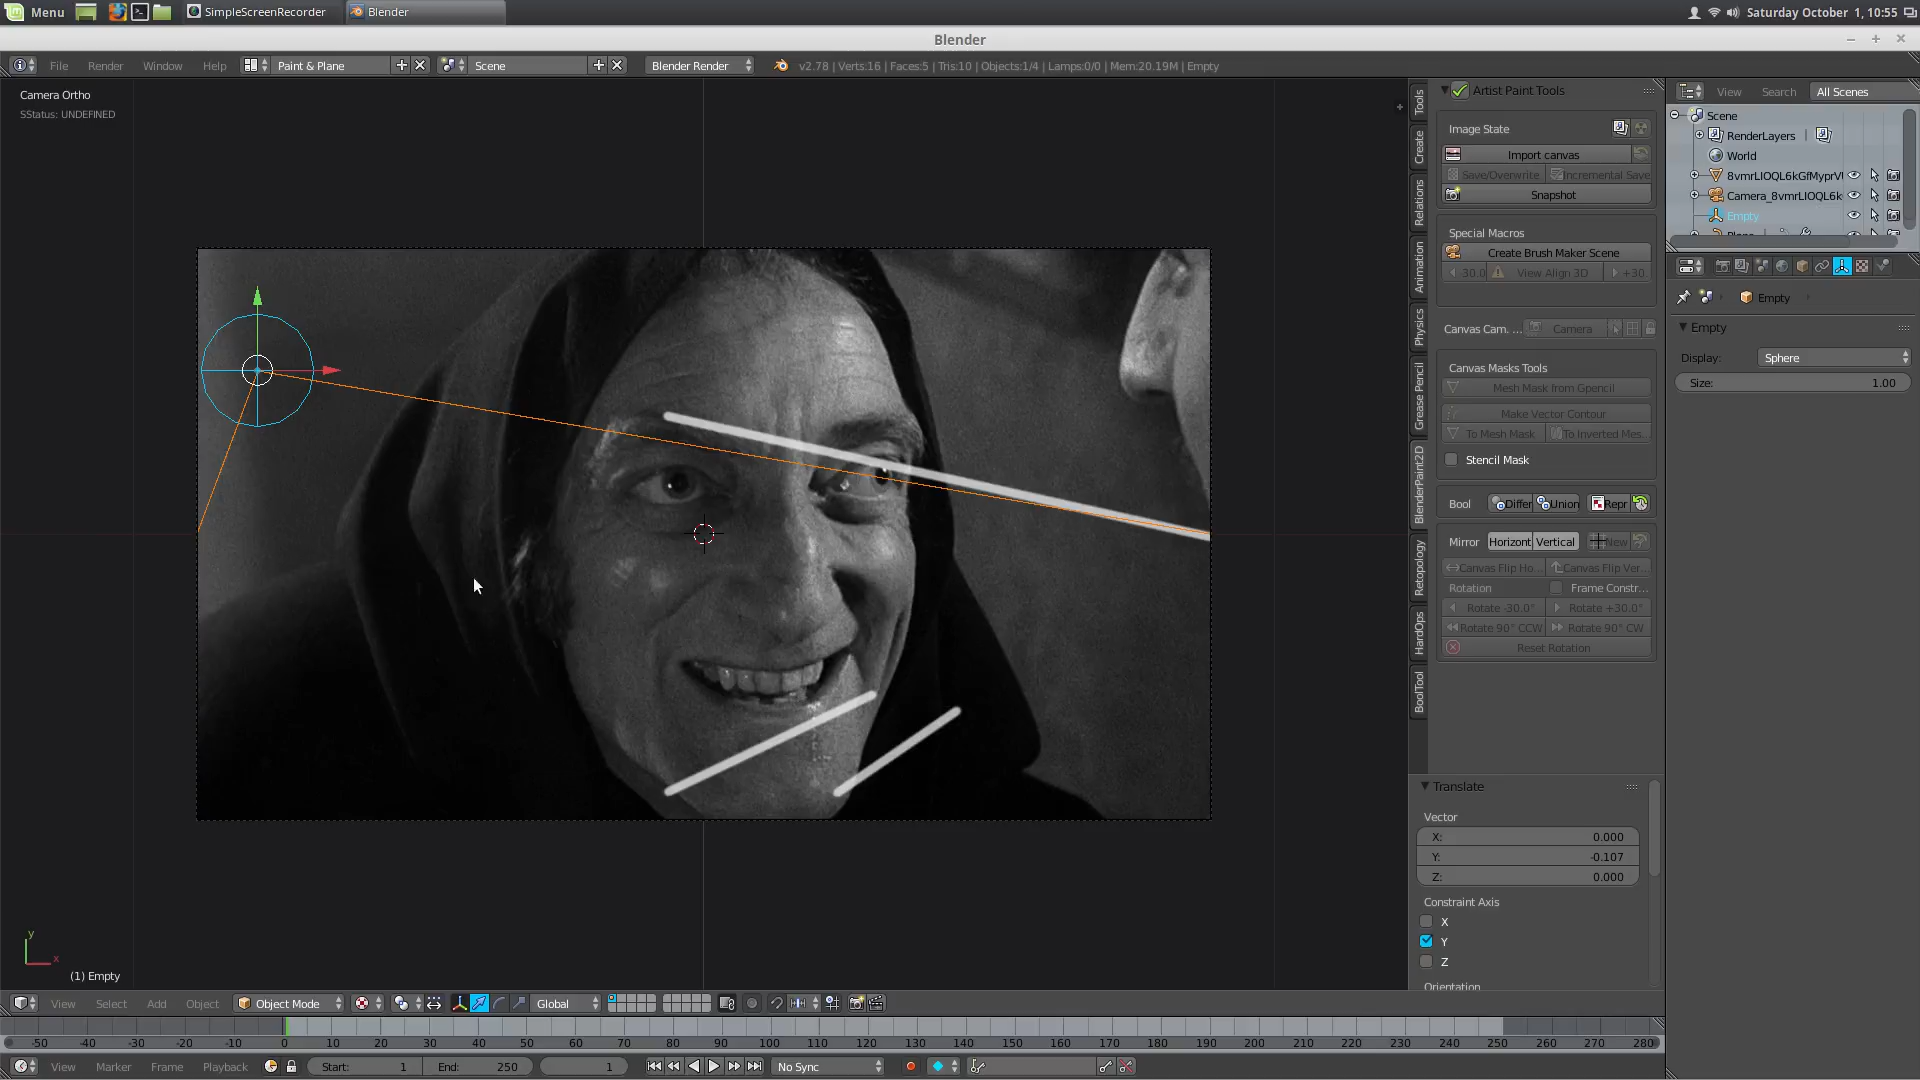 Menu
SimpleScreenRecorder
Blender
Saturday October 1, 10:55
Blender
File Render Window Help
Paint & Plane
Scene
Blender Render
v2.78 | Verts:16 | Faces:5 | Tris:10 | Objects:1/4 | Lamps:0/0 | Mem:20.19M | Empty
Camera Ortho
SStatus: UNDEFINED
Tools
Create
Relations
Animation
Physics
Grease Pencil
BlenderPaint2D
Retopology
HardOps
BoolTool
Artist Paint Tools
Image State
Import canvas
Save/Overwrite Incremental Save
Snapshot
Special Macros
Create Brush Maker Scene
30.0 View Align 3D +30
Canvas Cam. ... Camera
Canvas Masks Tools
Mesh Mask from Gpencil
Make Vector Contour
To Mesh Mask To Inverted Mes...
Stencil Mask
Bool Differ Union Repr
Mirror Horizont Vertical New
Canvas Flip Ho... Canvas Flip Ver...
Rotation Frame Constr...
Rotate -30.0° Rotate +30.0°
Rotate 90° CCW Rotate 90° CW
Reset Rotation
Translate
Vector
X: 0.000
Y: -0.107
Z: 0.000
Constraint Axis
X
Y
Z
Orientation
View Search All Scenes
Scene
RenderLayers |
World
8vmrLIOQL6kGfMyprVI
Camera_8vmrLIOQL6k
Empty
Empty
Empty
Display: Sphere
Size: 1.00
y
x
(1) Empty
View Select Add Object Object Mode Global
-50 -40 -30 -20 -10 0 10 20 30 40 50 60 70 80 90 100 110 120 130 140 150 160 170 180 190 200 210 220 230 240 250 260 270 280
View Marker Frame Playback Start: 1 End: 250 1 No Sync